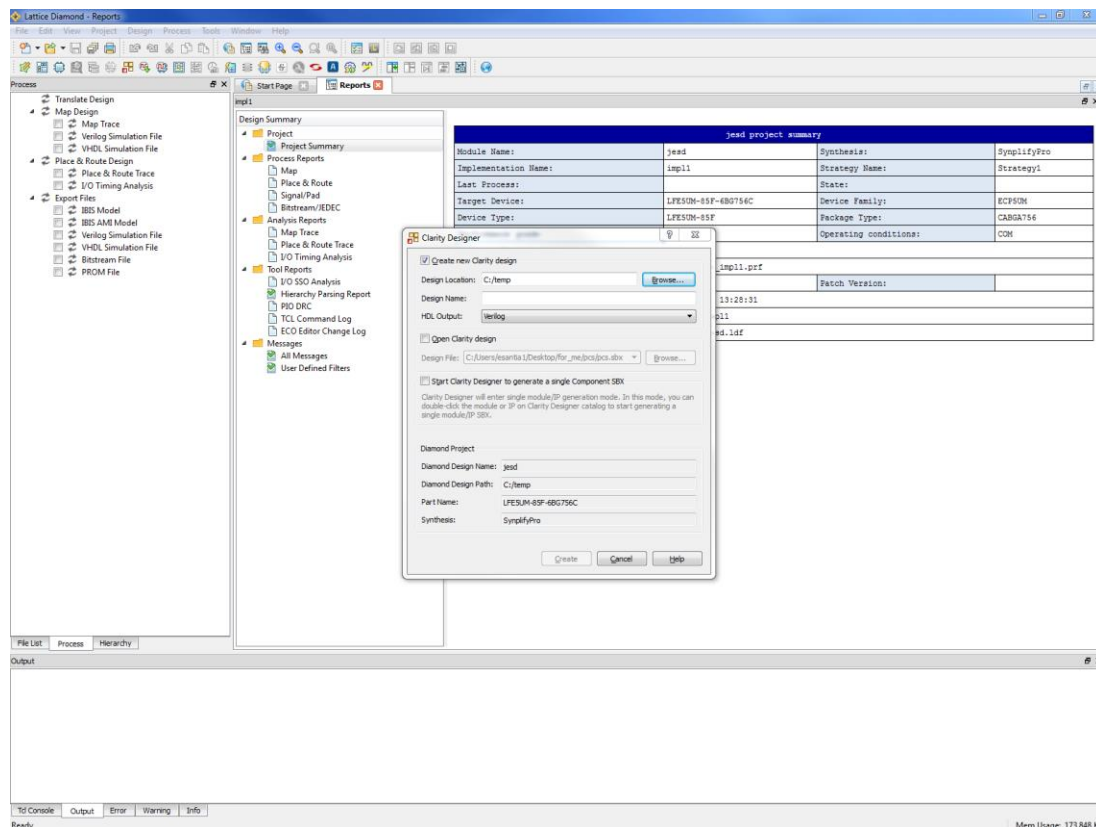 Lattice Diamond - Reports
File Edit View Project Design Process Tools Window Help
Process
Start Page
Reports
Translate Design
Map Design
Map Trace
Verilog Simulation File
VHDL Simulation File
Place & Route Design
Place & Route Trace
I/O Timing Analysis
Export Files
IBIS Model
IBIS AMI Model
Verilog Simulation File
VHDL Simulation File
Bitstream File
PROM File
impl1
Design Summary
Project
Project Summary
Process Reports
Map
Place & Route
Signal/Pad
Bitstream/JEDEC
Analysis Reports
Map Trace
Place & Route Trace
I/O Timing Analysis
Tool Reports
I/O SSO Analysis
Hierarchy Parsing Report
PIO DRC
TCL Command Log
ECO Editor Change Log
Messages
All Messages
User Defined Filters
jesd project summary
Module Name: jesd Synthesis: SynplifyPro
Implementation Name: impl1 Strategy Name: Strategy1
Last Process: State:
Target Device: LFE5UM-85F-6BG756C Device Family: ECP5UM
Device Type: LFE5UM-85F Package Type: CABGA756
Operating conditions: COM
_impl1.prf
Patch Version:
13:28:31
pl1
sd.ldf
Clarity Designer
Create new Clarity design
Design Location: C:/temp Browse...
Design Name:
HDL Output: Verilog
Open Clarity design
Design File: C:/Users/esantia1/Desktop/for_me/pcs/pcs.sbx Browse...
Start Clarity Designer to generate a single Component SBX
Clarity Designer will enter single module/IP generation mode. In this mode, you can
double-click the module or IP on Clarity Designer catalog to start generating a
single module/IP SBX.
Diamond Project
Diamond Design Name: jesd
Diamond Design Path: C:/temp
Part Name: LFE5UM-85F-6BG756C
Synthesis: SynplifyPro
Create Cancel Help
File List Process Hierarchy
Output
Tcl Console Output Error Warning Info
Ready
Mem Usage: 173,848 K